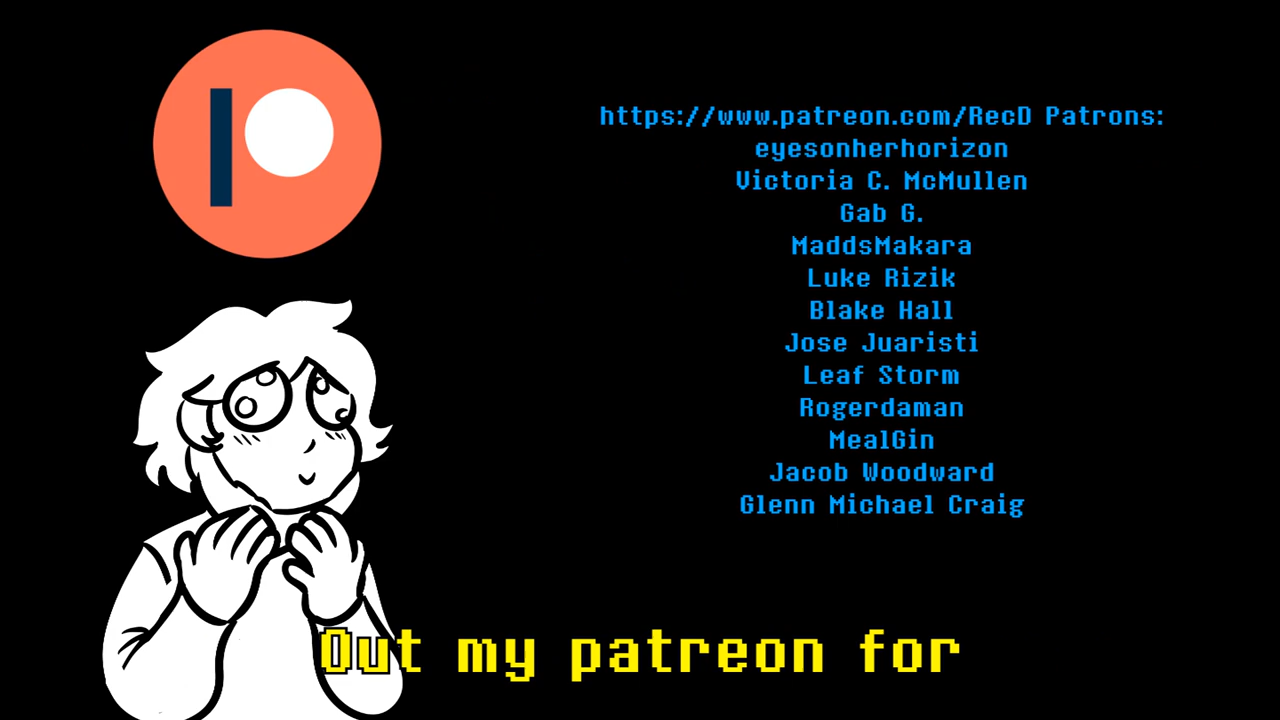 https://www.patreon.com/RecD Patrons:
eyesonherhorizon
Victoria C. McMullen
Gab G.
MaddsMakara
Luke Rizik
Blake Hall
Jose Juaristi
Leaf Storm
Rogerdaman
MealGin
Jacob Woodward
Glenn Michael Craig
Out my patreon for